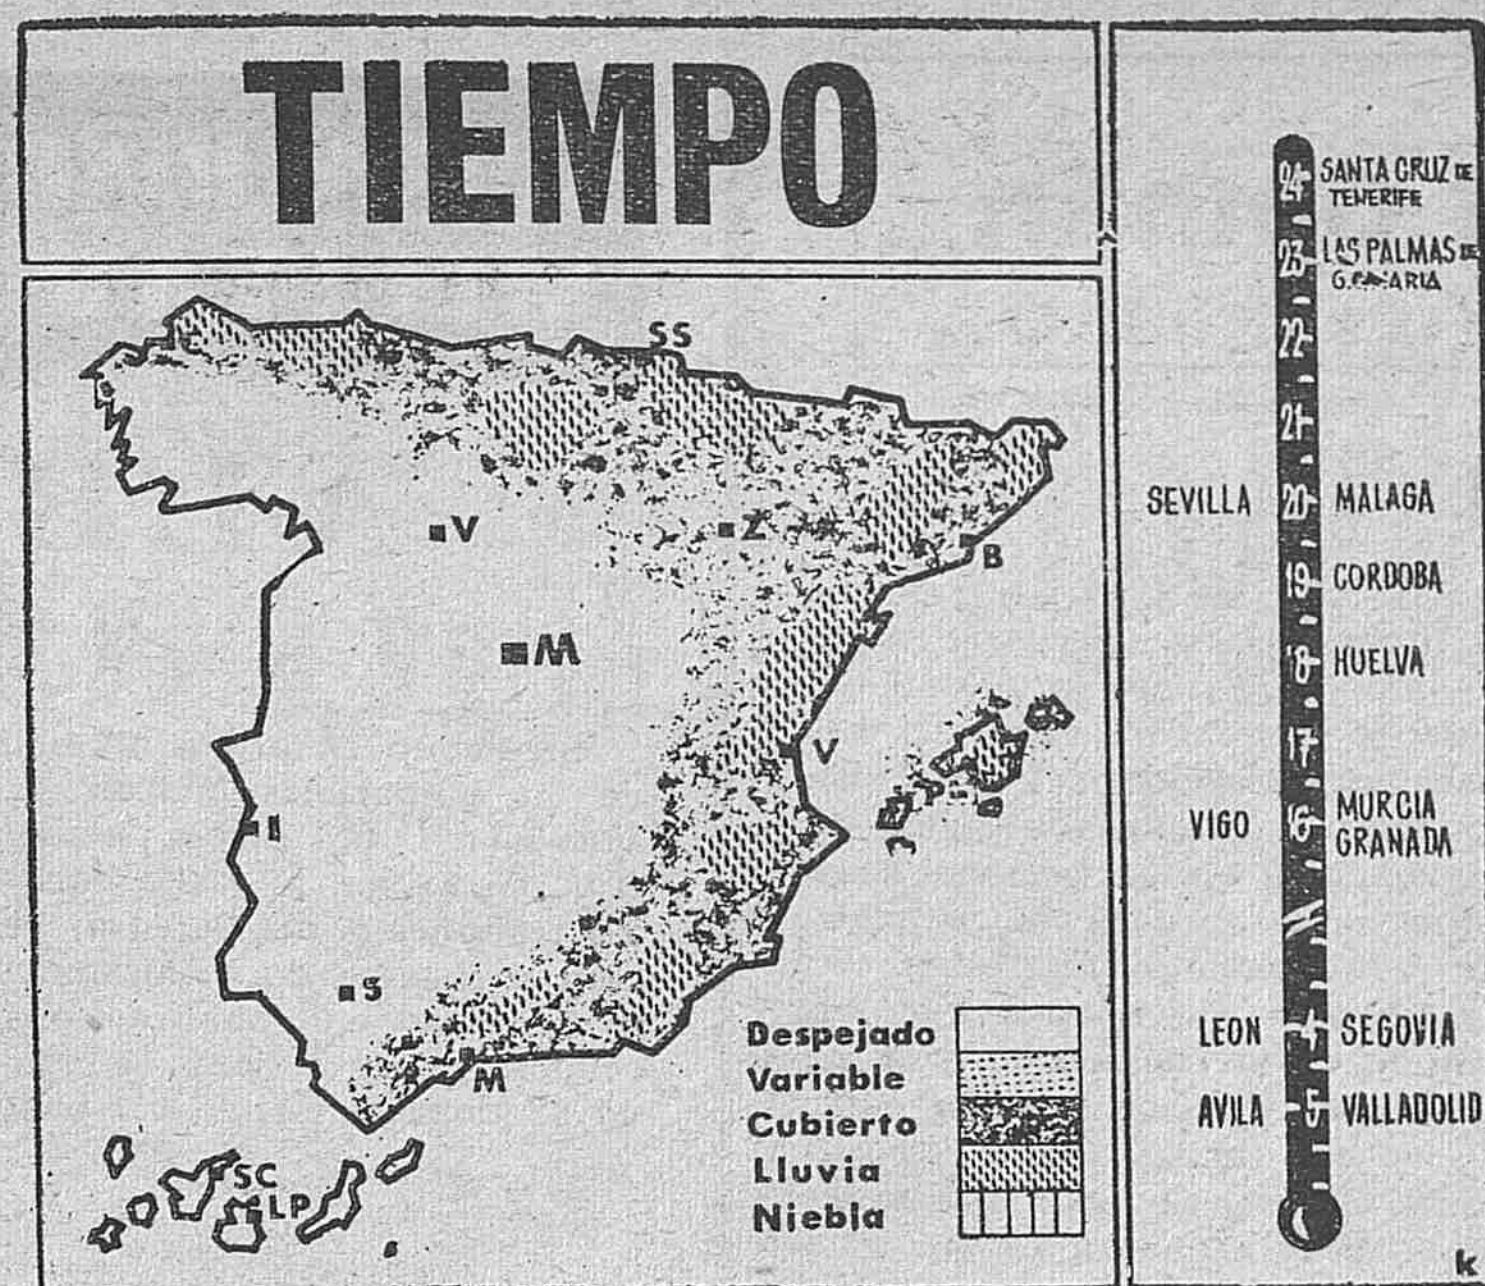 TIEMPO
SS
V
Z
B
M
V
S
M
SC
LP
Despejado
Variable
Cubierto
Lluvia
Niebla
24 SANTA CRUZ DE
TENERIFE
23 LAS PALMAS DE
22
21
SEVILLA 20 MALAGA
19 CORDOBA
18 HUELVA
17
VIGO 16 MURCIA
GRANADA
LEON SEGOVIA
AVILA 5 VALLADOLID
k